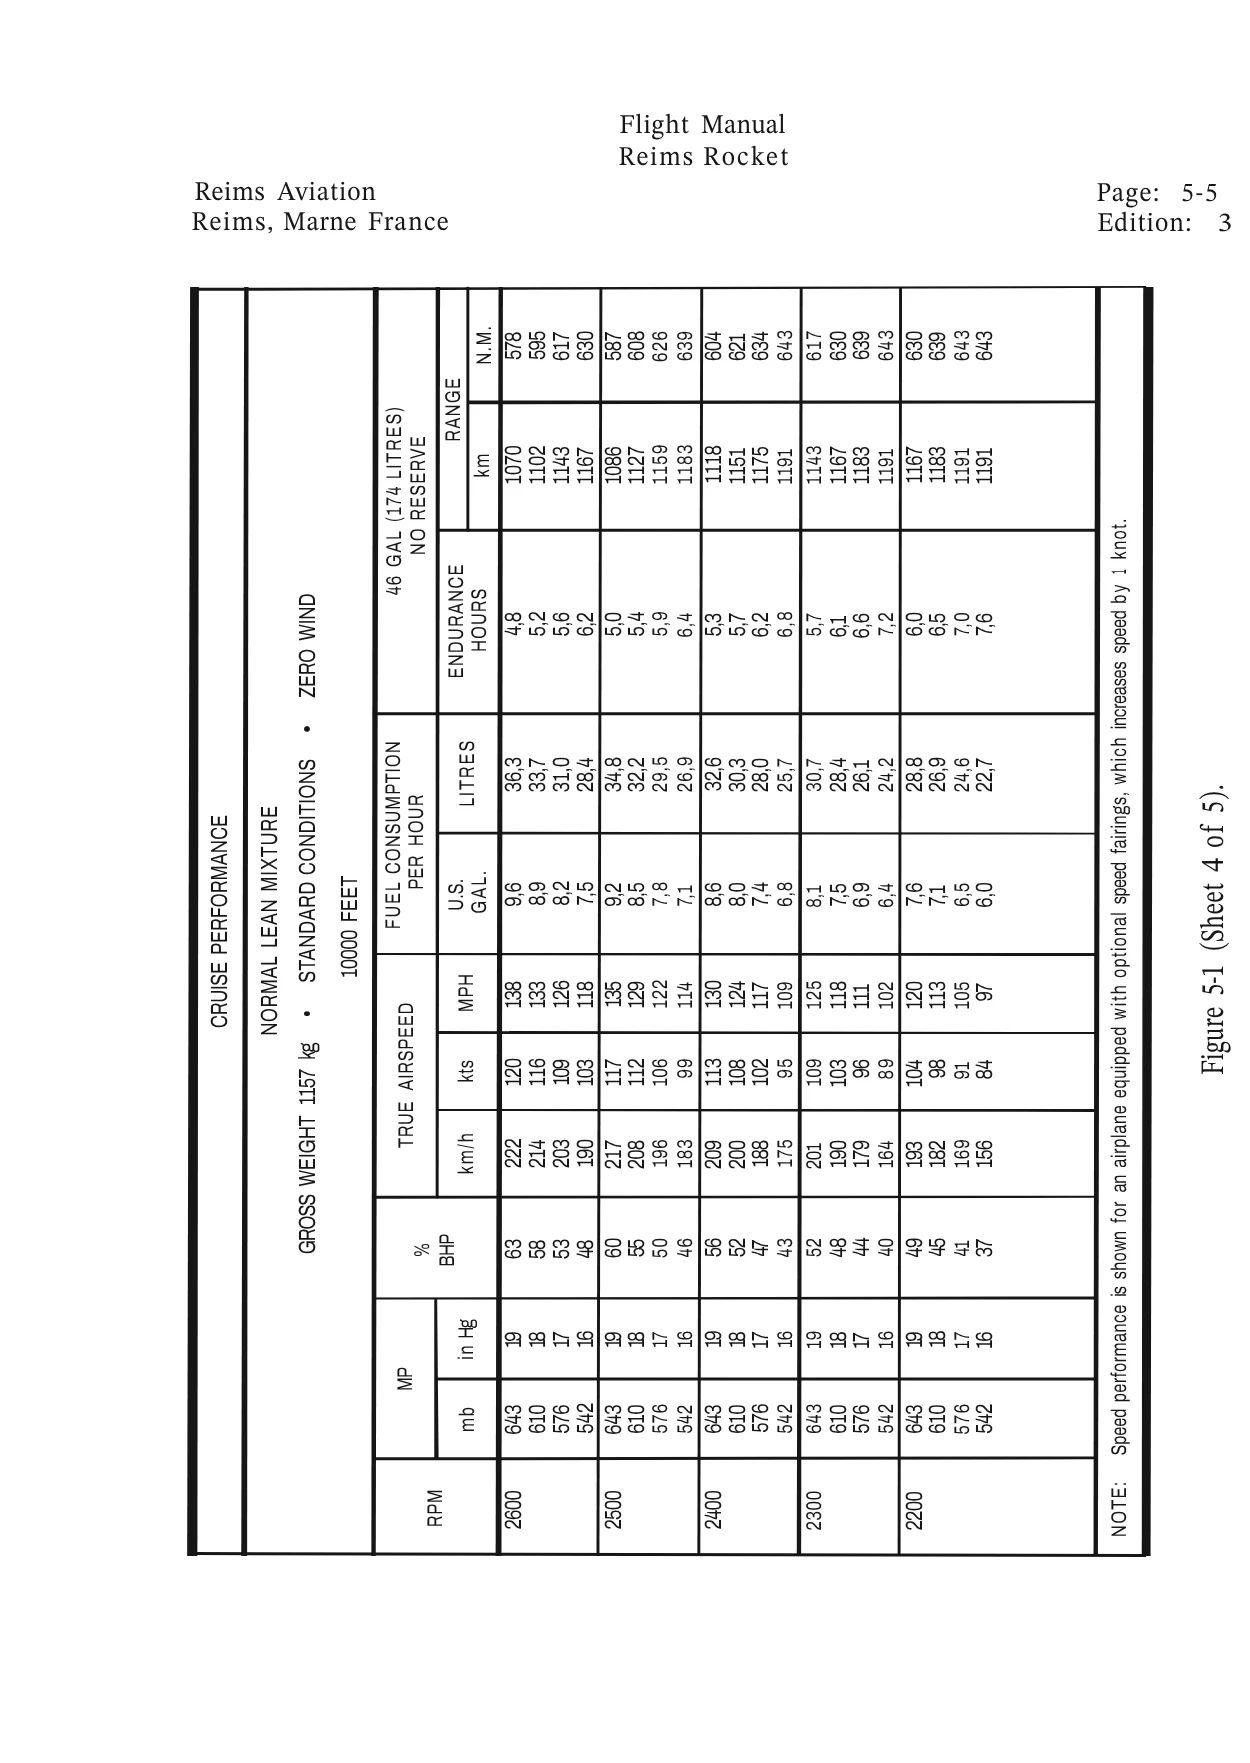 Flight Manual
Reims Rocket
Reims Aviation
Reims, Marne France
Page: 5-5
Edition: 3
CRUISE PERFORMANCE
NORMAL LEAN MIXTURE
GROSS WEIGHT 1157 kg • STANDARD CONDITIONS • ZERO WIND
10000 FEET
RPM MP % BHP TRUE AIRSPEED FUEL CONSUMPTION PER HOUR 46 GAL (174 LITRES) NO RESERVE
mb in Hg km/h kts MPH U.S. GAL. LITRES ENDURANCE HOURS RANGE
km N.M.
2600 643 19 63 222 120 138 9,6 36,3 4,8 1070 578
610 18 58 214 116 133 8,9 33,7 5,2 1102 595
576 17 53 203 109 126 8,2 31,0 5,6 1143 617
542 16 48 190 103 118 7,5 28,4 6,2 1167 630
2500 643 19 60 217 117 135 9,2 34,8 5,0 1086 587
610 18 55 208 112 129 8,5 32,2 5,4 1127 608
576 17 50 196 106 122 7,8 29,5 5,9 1159 626
542 16 46 183 99 114 7,1 26,9 6,4 1183 639
2400 643 19 56 209 113 130 8,6 32,6 5,3 1118 604
610 18 52 200 108 124 8,0 30,3 5,7 1151 621
576 17 47 188 102 117 7,4 28,0 6,2 1175 634
542 16 43 175 95 109 6,8 25,7 6,8 1191 643
2300 643 19 52 201 109 125 8,1 30,7 5,7 1143 617
610 18 48 190 103 118 7,5 28,4 6,1 1167 630
576 17 44 179 96 111 6,9 26,1 6,6 1183 639
542 16 40 164 89 102 6,4 24,2 7,2 1191 643
2200 643 19 49 193 104 120 7,6 28,8 6,0 1167 630
610 18 45 182 98 113 7,1 26,9 6,5 1183 639
576 17 41 169 91 105 6,5 24,6 7,0 1191 643
542 16 37 156 84 97 6,0 22,7 7,6 1191 643
NOTE: Speed performance is shown for an airplane equipped with optional speed fairings, which increases speed by 1 knot.
Figure 5-1 (Sheet 4 of 5).